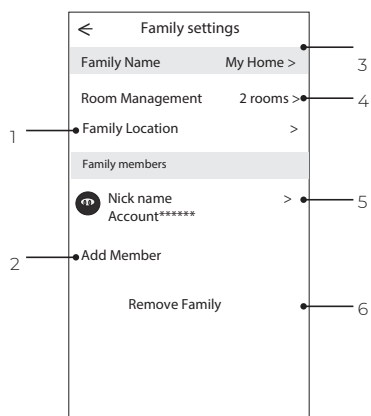 Family settings
3
Family Name My Home >
Room Management 2 rooms >
4
1
Family Location >
Family members
Nick name >
5
Account******
2
Add Member
Remove Family
6